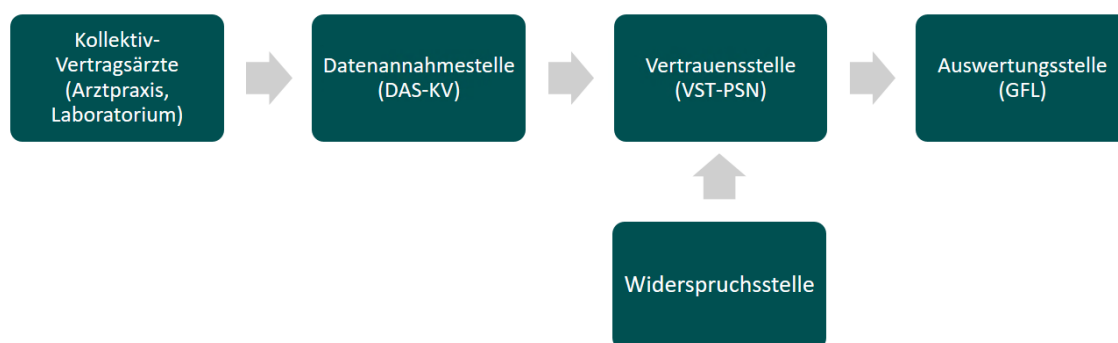 Kollektiv-
Vertragsärzte
(Arztpraxis,
Laboratorium)
Datenannahmestelle
(DAS-KV)
Vertrauensstelle
(VST-PSN)
Auswertungsstelle
(GFL)
Widerspruchsstelle